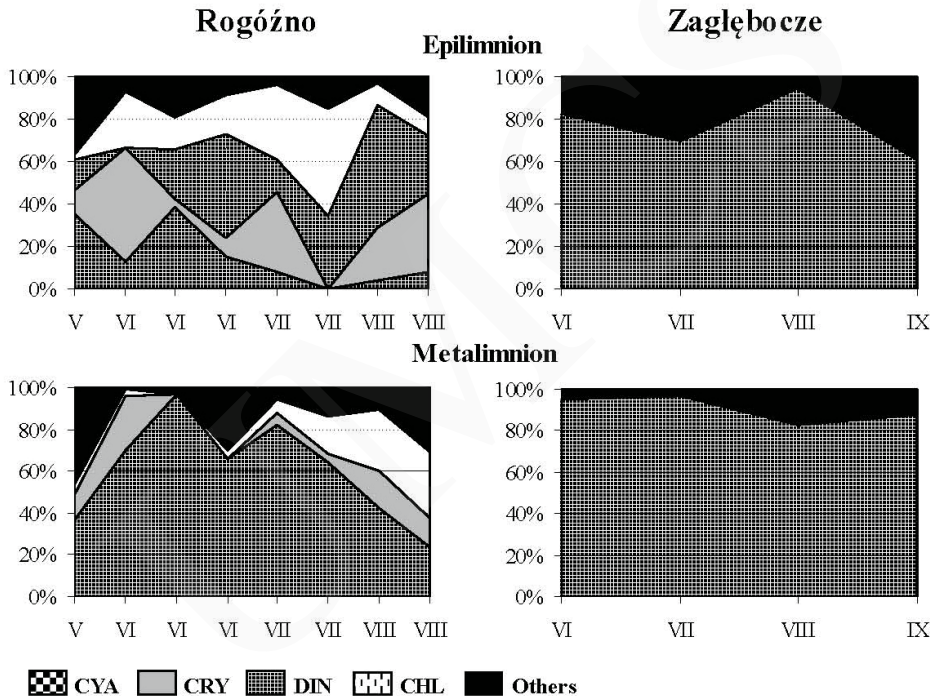 Rogóźno Zagłębocze
Epilimnion
100% 100%
80% 80%
60% 60%
40% 40%
20% 20%
0% 0%
V VI VI VI VII VII VIII VIII VI VII VIII IX
Metalimnion
100% 100%
80% 80%
60% 60%
40% 40%
20% 20%
0% 0%
V VI VI VI VII VII VIII VIII VI VII VIII IX
CYA CRY DIN CHL Others
UMCS